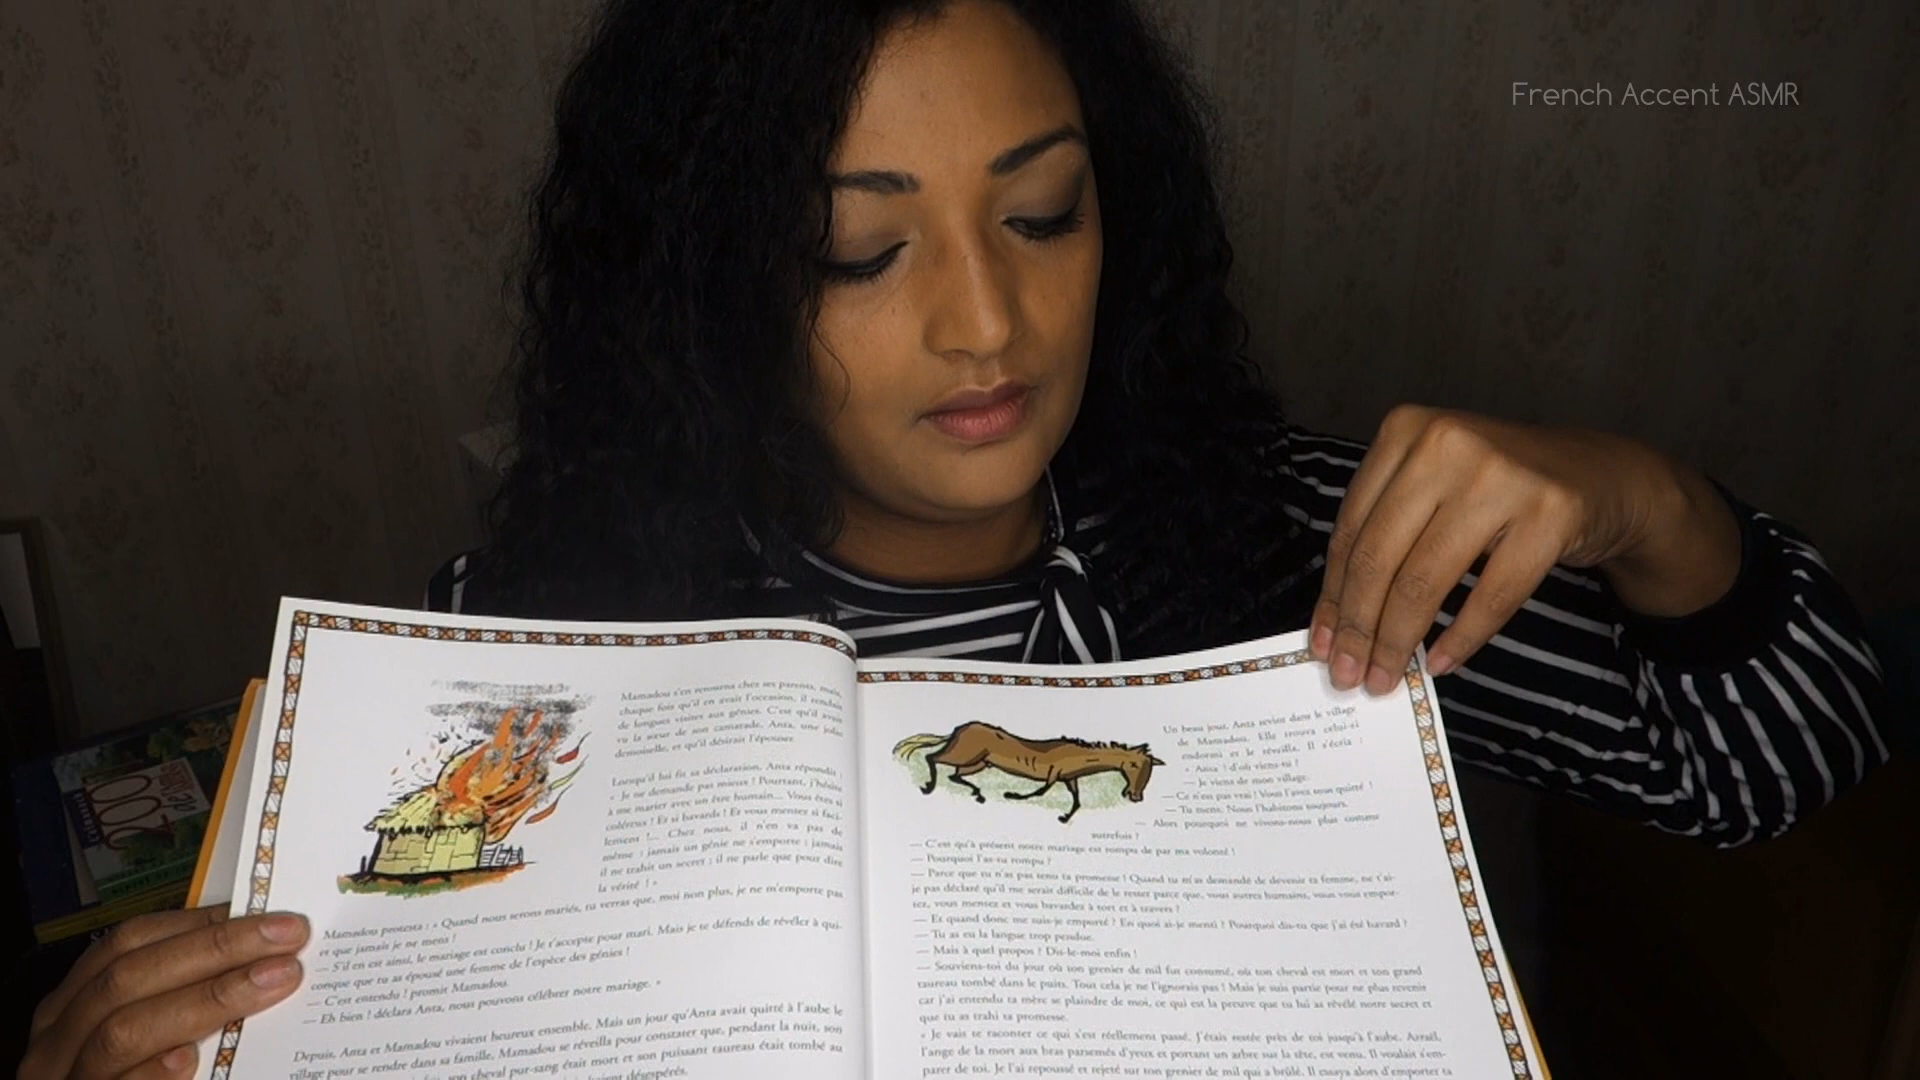 French Accent ASMR
Mamadou s'en retourna chez ses parents, mais,
chaque fois qu'il en avait l'occasion, il rendait
de longues visites aux génies. C'est qu'il avait
vu la sœur de son camarade, Anta, une jolie
demoiselle, et qu'il désirait l'épouser.
Lorsqu'il lui fit sa déclaration, Anta répondit :
« Je ne demande pas mieux ! Pourtant, j'hésite
à me marier avec un être humain... Vous êtes si
coléreux ! Et si bavards ! Et vous mentez si faci-
lement !... Chez nous, il n'en va pas de
même : jamais un génie ne s'emporte ; jamais
il ne trahit un secret ; il ne parle que pour dire
la vérité ! »
Mamadou protesta : « Quand nous serons mariés, tu verras que, moi non plus, je ne m'emporte pas
et que jamais je ne mens !
— S'il en est ainsi, le mariage est conclu ! Je t'accepte pour mari. Mais je te défends de révéler à qui-
conque que tu as épousé une femme de l'espèce des génies !
— C'est entendu ! promit Mamadou.
— Eh bien ! déclara Anta, nous pouvons célébrer notre mariage. »
Depuis, Anta et Mamadou vivaient heureux ensemble. Mais un jour qu'Anta avait quitté à l'aube le
village pour se rendre dans sa famille, Mamadou se réveilla pour constater que, pendant la nuit, son
son cheval pur-sang était mort et son puissant taureau était tombé au
désespérés.
Un beau jour, Anta revint dans le village
de Mamadou. Elle trouva celui-ci
endormi et le réveilla. Il s'écria :
« Anta ! d'où viens-tu ?
— Je viens de mon village.
— Ce n'est pas vrai ! Vous l'avez tous quitté !
— Tu mens. Nous l'habitons toujours.
— Alors pourquoi ne vivons-nous plus comme
autrefois ?
— C'est qu'à présent notre mariage est rompu de par ma volonté !
— Pourquoi l'as-tu rompu ?
— Parce que tu n'as pas tenu ta promesse ! Quand tu m'as demandé de devenir ta femme, ne t'ai-
je pas déclaré qu'il me serait difficile de le rester parce que, vous autres humains, vous vous empor-
tez, vous mentez et vous bavardez à tort et à travers ?
— Et quand donc me suis-je emporté ? En quoi ai-je menti ? Pourquoi dis-tu que j'ai été bavard ?
— Tu as eu la langue trop pendue.
— Mais à quel propos ? Dis-le-moi enfin !
— Souviens-toi du jour où ton grenier de mil fut consumé, où ton cheval est mort et ton grand
taureau tombé dans le puits. Tout cela je ne l'ignorais pas ! Mais je suis partie pour ne plus revenir
car j'ai entendu ta mère se plaindre de moi, ce qui est la preuve que tu lui as révélé notre secret et
que tu as trahi ta promesse.
« Je vais te raconter ce qui s'est réellement passé. J'étais restée près de toi jusqu'à l'aube. Azraël,
l'ange de la mort aux bras parsemés d'yeux et portant un arbre sur la tête, est venu. Il voulait s'em-
parer de toi. Je l'ai repoussé et rejeté sur ton grenier de mil qui a brûlé. Il essaya alors d'emporter ta